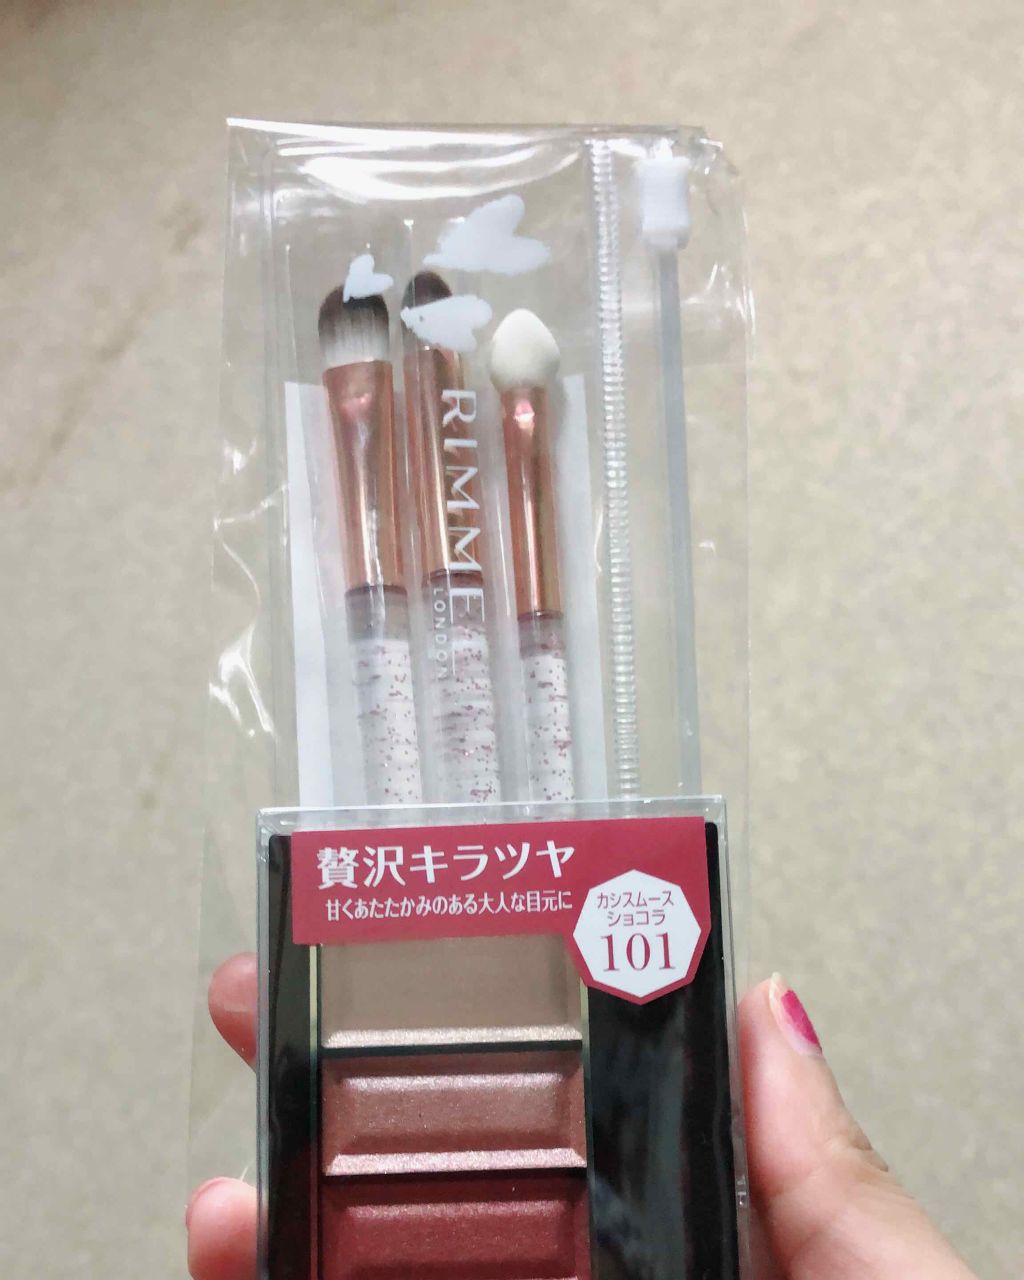 RIMMEL
LONDON
贅沢キラツヤ
甘くあたたかみのある大人な目元に
カシスムース
ショコラ
101